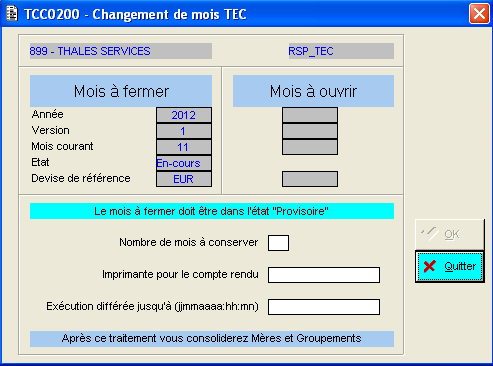 TCC0200 - Changement de mois TEC
899 - THALES SERVICES RSP_TEC
Mois à fermer Mois à ouvrir
Année 2012
Version 1
Mois courant 11
Etat En-cours
Devise de référence EUR
Le mois à fermer doit être dans l'état "Provisoire"
Nombre de mois à conserver
Imprimante pour le compte rendu
Exécution différée jusqu'à (jjmmaaaa:hh:mn)
OK
Quitter
Après ce traitement vous consoliderez Mères et Groupements